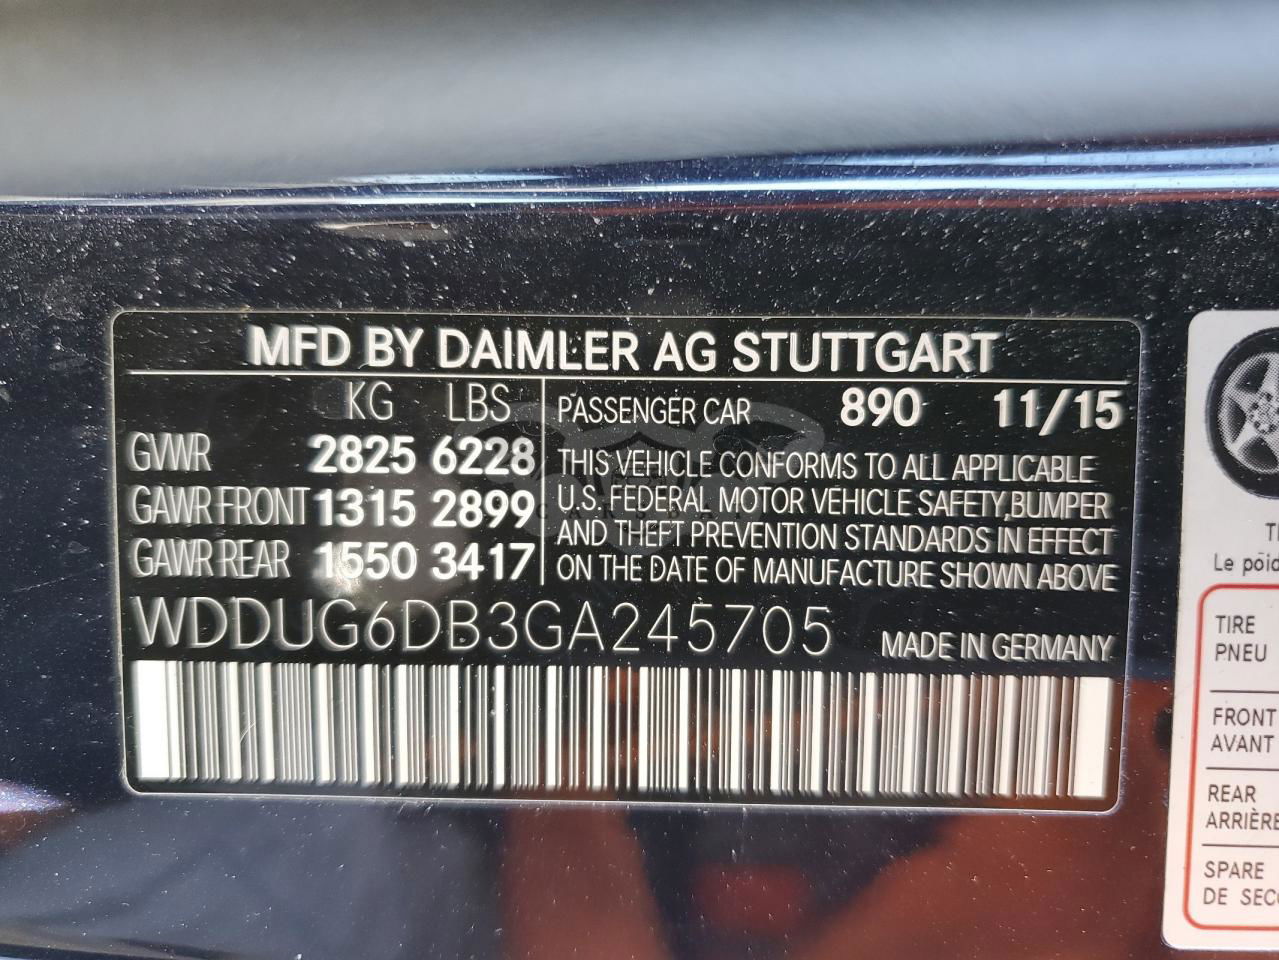 MFD BY DAIMLER AG STUTTGART
KG LBS
GVWR 2825 6228
GAWR FRONT 1315 2899
GAWR REAR 1550 3417
PASSENGER CAR 890 11/15
THIS VEHICLE CONFORMS TO ALL APPLICABLE
U.S. FEDERAL MOTOR VEHICLE SAFETY, BUMPER
AND THEFT PREVENTION STANDARDS IN EFFECT
ON THE DATE OF MANUFACTURE SHOWN ABOVE
WDDUG6DB3GA245705 MADE IN GERMANY
Le poid
TIRE
PNEU
FRONT
AVANT
REAR
ARRIÈRE
SPARE
DE SECO